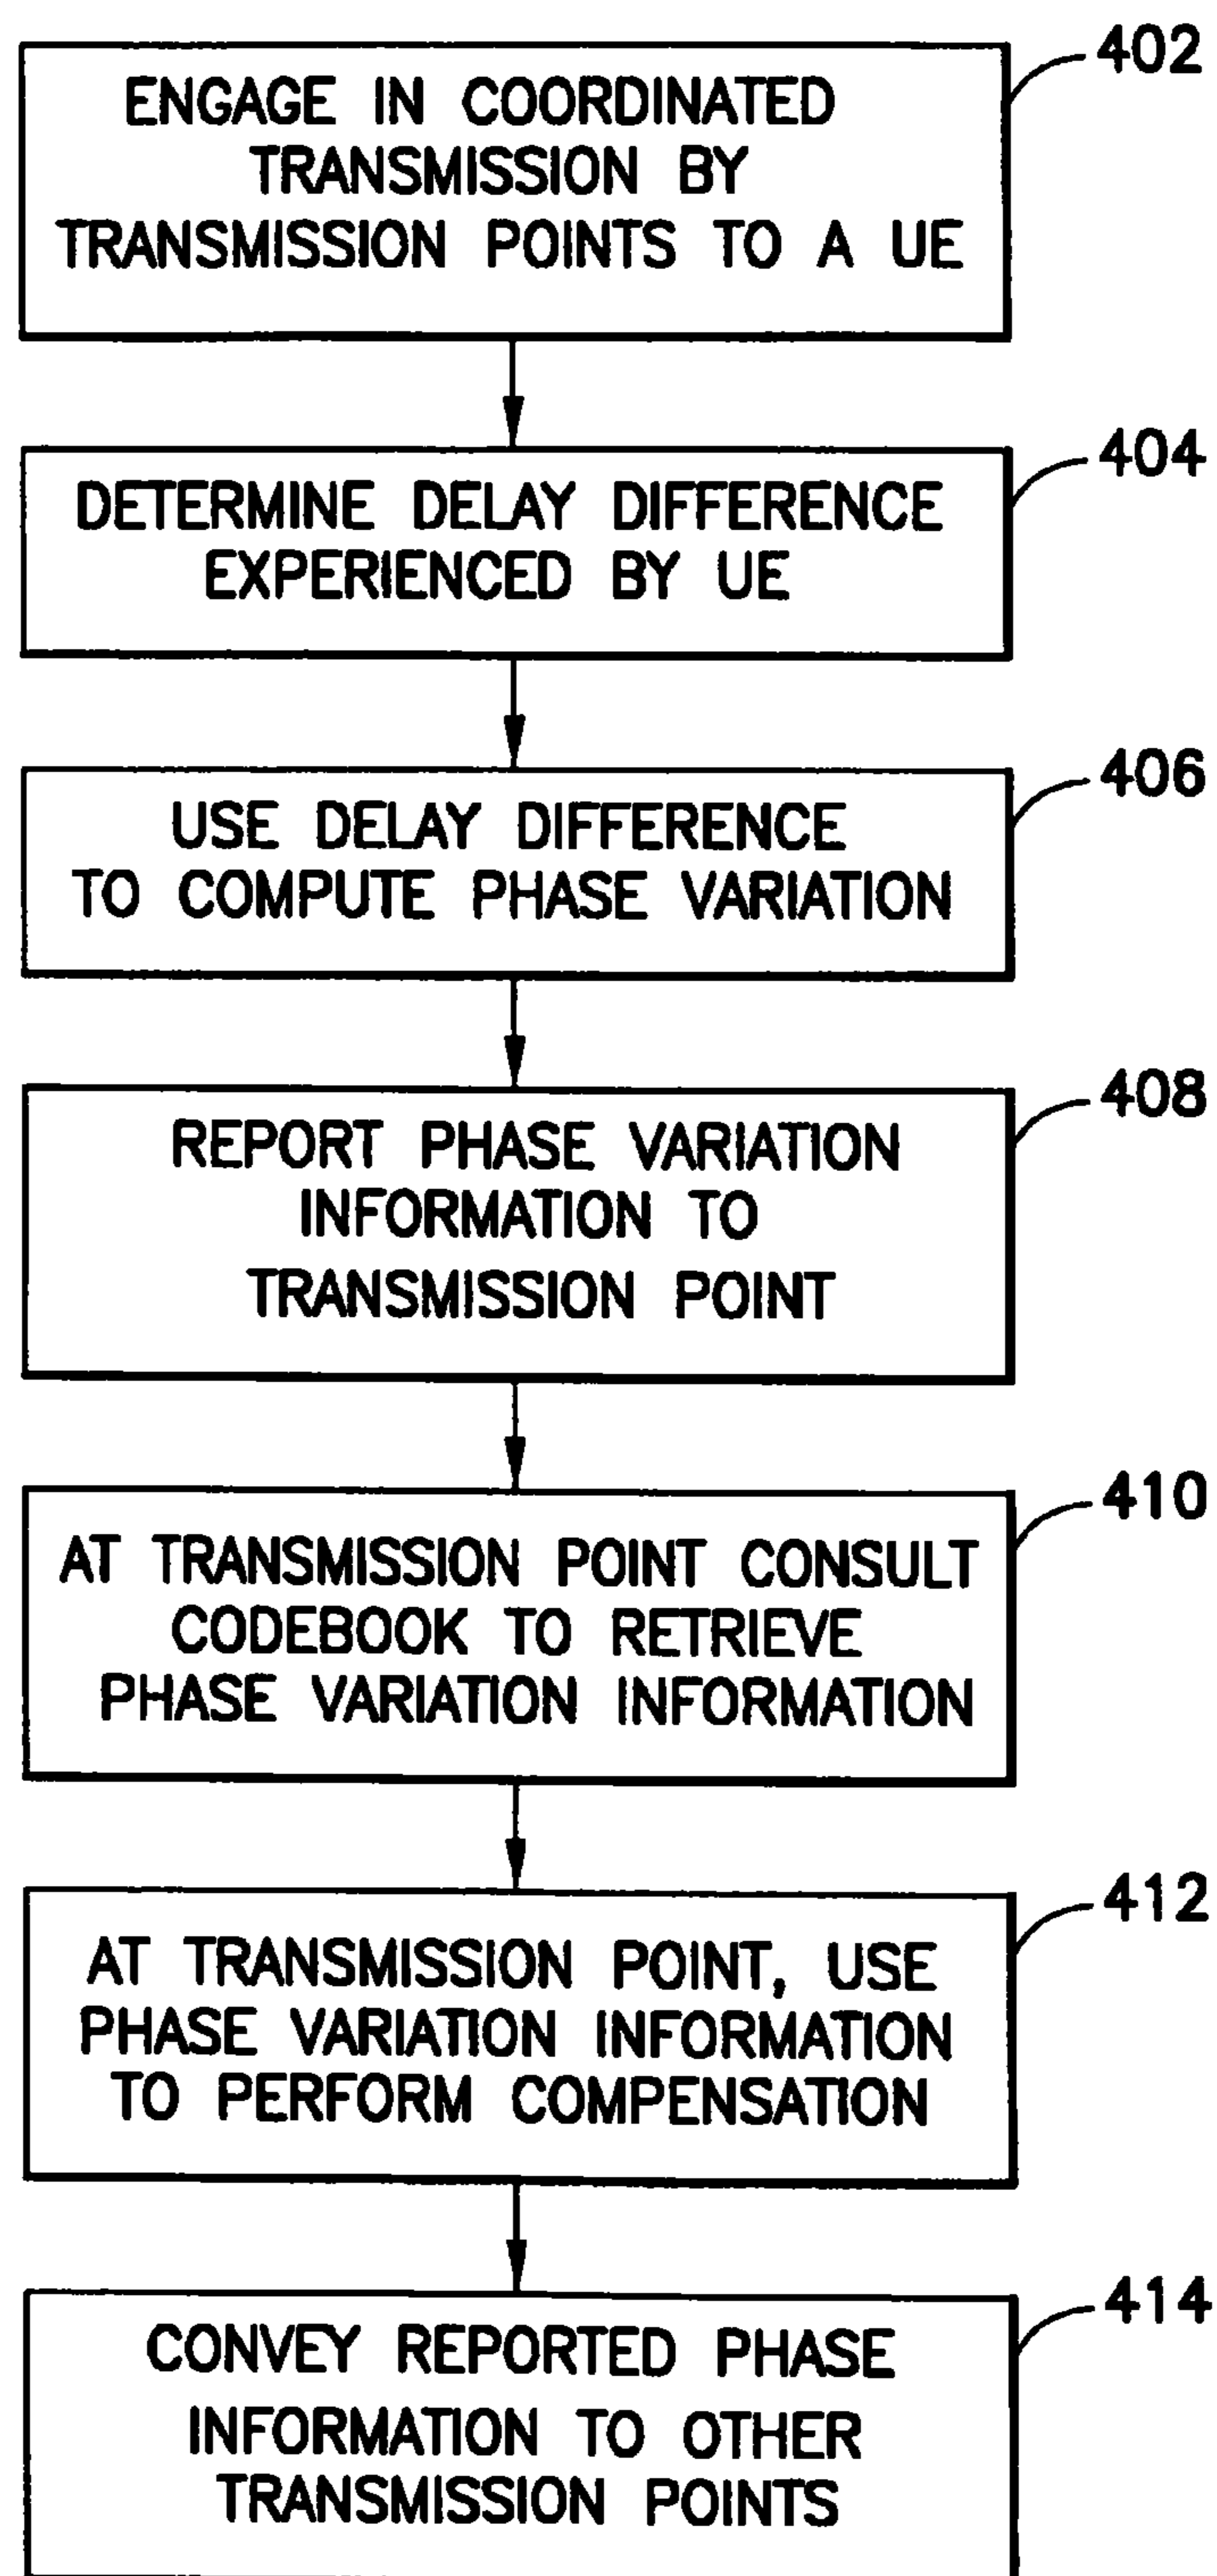 402
ENGAGE IN COORDINATED
TRANSMISSION BY
TRANSMISSION POINTS TO A UE
404
DETERMINE DELAY DIFFERENCE
EXPERIENCED BY UE
406
USE DELAY DIFFERENCE
TO COMPUTE PHASE VARIATION
408
REPORT PHASE VARIATION
INFORMATION TO
TRANSMISSION POINT
410
AT TRANSMISSION POINT CONSULT
CODEBOOK TO RETRIEVE
PHASE VARIATION INFORMATION
412
AT TRANSMISSION POINT, USE
PHASE VARIATION INFORMATION
TO PERFORM COMPENSATION
414
CONVEY REPORTED PHASE
INFORMATION TO OTHER
TRANSMISSION POINTS